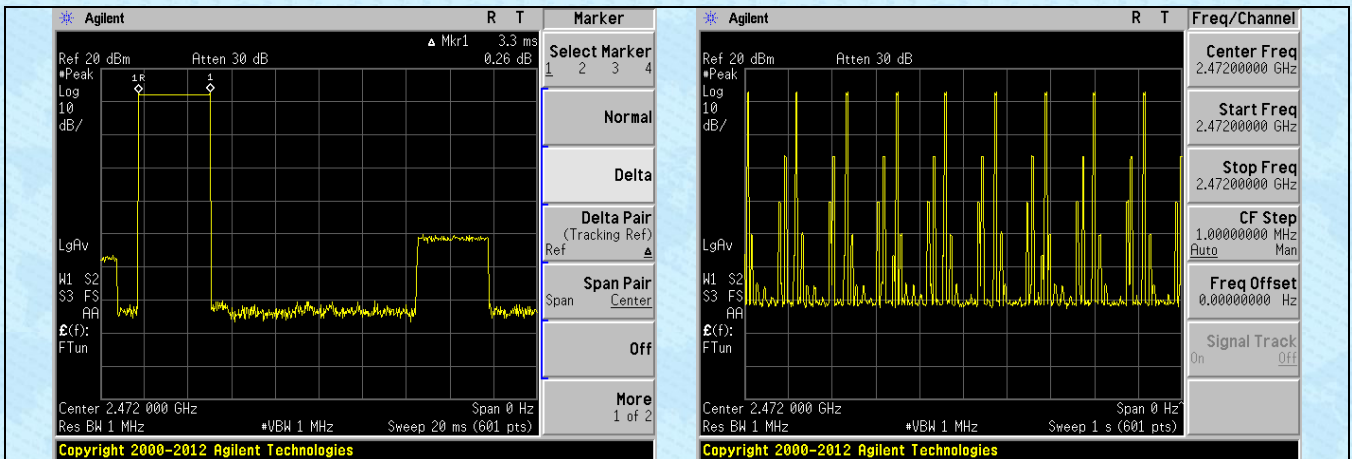 Agilent R T Marker
Δ Mkr1 3.3 ms
Ref 20 dBm Atten 30 dB 0.26 dB
#Peak
Log
10
dB/
1R 1
LgAv
W1 S2
S3 FS
AA
£(f):
FTun
Center 2.472 000 GHz Span 0 Hz
Res BW 1 MHz #VBW 1 MHz Sweep 20 ms (601 pts)
Select Marker
1 2 3 4
Normal
Delta
Delta Pair
(Tracking Ref)
Ref Δ
Span Pair
Span Center
Off
More
1 of 2
Copyright 2000-2012 Agilent Technologies
Agilent R T Freq/Channel
Ref 20 dBm Atten 30 dB
#Peak
Log
10
dB/
LgAv
W1 S2
S3 FS
AA
£(f):
FTun
Center 2.472 000 GHz Span 0 Hz^
Res BW 1 MHz #VBW 1 MHz Sweep 1 s (601 pts)
Center Freq
2.47200000 GHz
Start Freq
2.47200000 GHz
Stop Freq
2.47200000 GHz
CF Step
1.00000000 MHz
Auto Man
Freq Offset
0.00000000 Hz
Signal Track
On Off
Copyright 2000-2012 Agilent Technologies